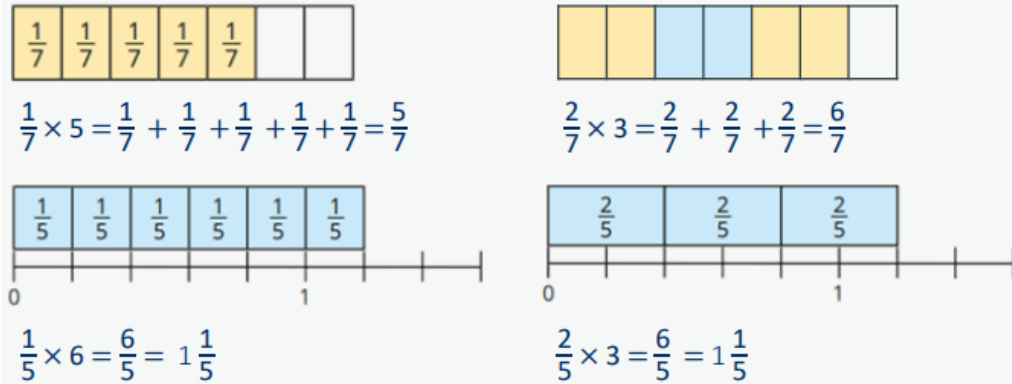 1/7 1/7 1/7 1/7 1/7
1/7 × 5 = 1/7 + 1/7 + 1/7 + 1/7 + 1/7 = 5/7
2/7 × 3 = 2/7 + 2/7 + 2/7 = 6/7
1/5 1/5 1/5 1/5 1/5 1/5
0 1
2/5 2/5 2/5
0 1
1/5 × 6 = 6/5 = 1 1/5
2/5 × 3 = 6/5 = 1 1/5